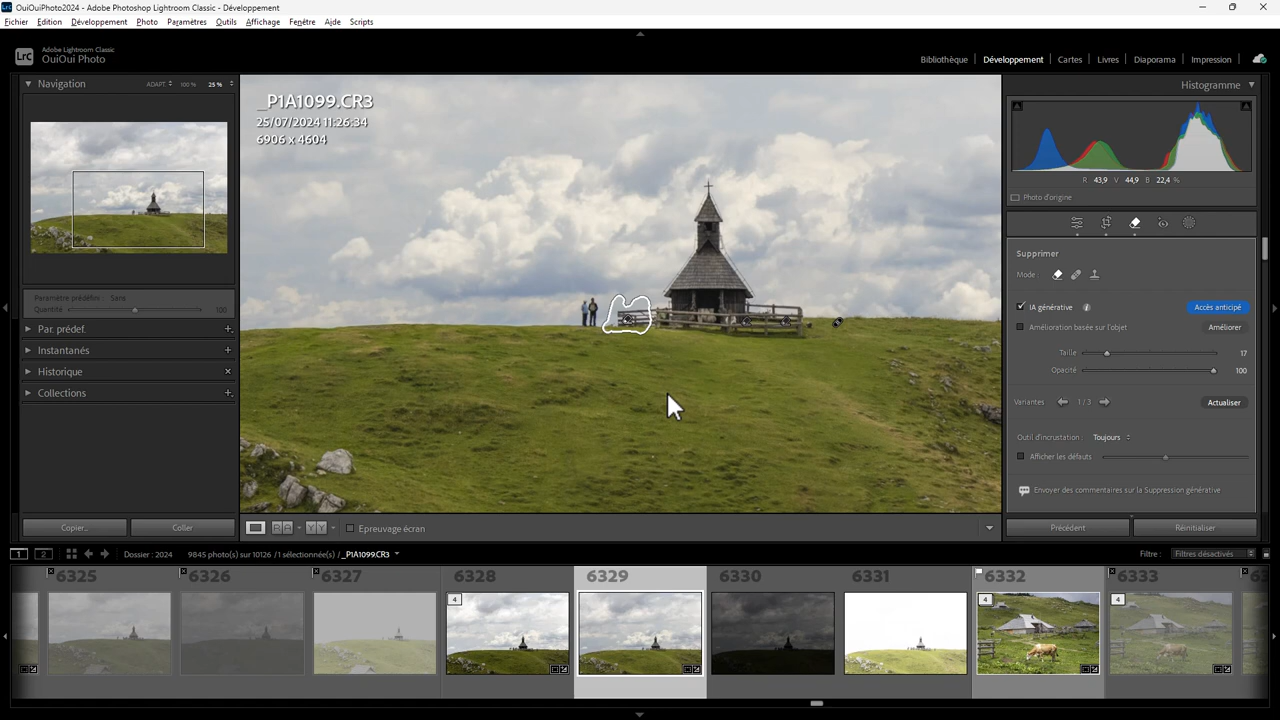 OuiOuiPhoto2024 - Adobe Photoshop Lightroom Classic - Développement
Fichier Edition Développement Photo Paramètres Outils Affichage Fenêtre Aide Scripts
Lrc
Adobe Lightroom Classic
OuiOui Photo
Bibliothèque Développement Cartes Livres Diaporama Impression
Navigation ADAPT 100 % 25 %
Histogramme
_P1A1099.CR3
25/07/2024 11:26:34
6906 x 4604
R 43,9 V 44,9 B 22,4 %
Photo d'origine
Supprimer
Mode :
IA générative Accès anticipé
Amélioration basée sur l'objet Améliorer
Taille 17
Opacité 100
Variantes 1 / 3 Actualiser
Outil d'incrustation : Toujours
Afficher les défauts
Envoyer des commentaires sur la Suppression générative
Précédent Réinitialiser
Paramètre prédéfini : Sans
Quantité 100
Par. prédéf.
Instantanés
Historique
Collections
Copier... Coller
Epreuvage écran
1 2 Dossier : 2024 9845 photo(s) sur 10126 /1 sélectionnée(s) /_P1A1099.CR3 Filtre : Filtres désactivés
6325 6326 6327 6328 6329 6330 6331 6332 6333 6
4 4 4